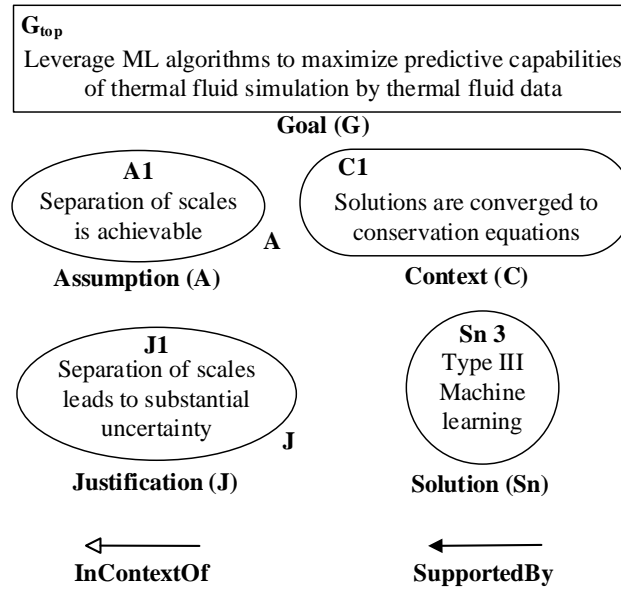 G_top
Leverage ML algorithms to maximize predictive capabilities
of thermal fluid simulation by thermal fluid data
Goal (G)
A1
Separation of scales
is achievable
A
Assumption (A)
C1
Solutions are converged to
conservation equations
Context (C)
J1
Separation of scales
leads to substantial
uncertainty
J
Justification (J)
Sn 3
Type III
Machine
learning
Solution (Sn)
InContextOf
SupportedBy